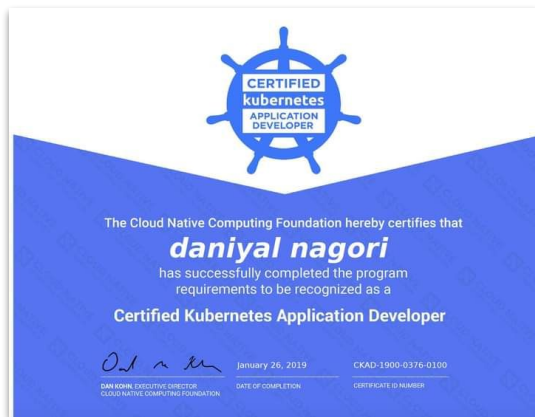 CERTIFIED
kubernetes
APPLICATION
DEVELOPER
The Cloud Native Computing Foundation hereby certifies that
daniyal nagori
has successfully completed the program
requirements to be recognized as a
Certified Kubernetes Application Developer
January 26, 2019
CKAD-1900-0376-0100
DAN KOHN, EXECUTIVE DIRECTOR
CLOUD NATIVE COMPUTING FOUNDATION
DATE OF COMPLETION
CERTIFICATE ID NUMBER